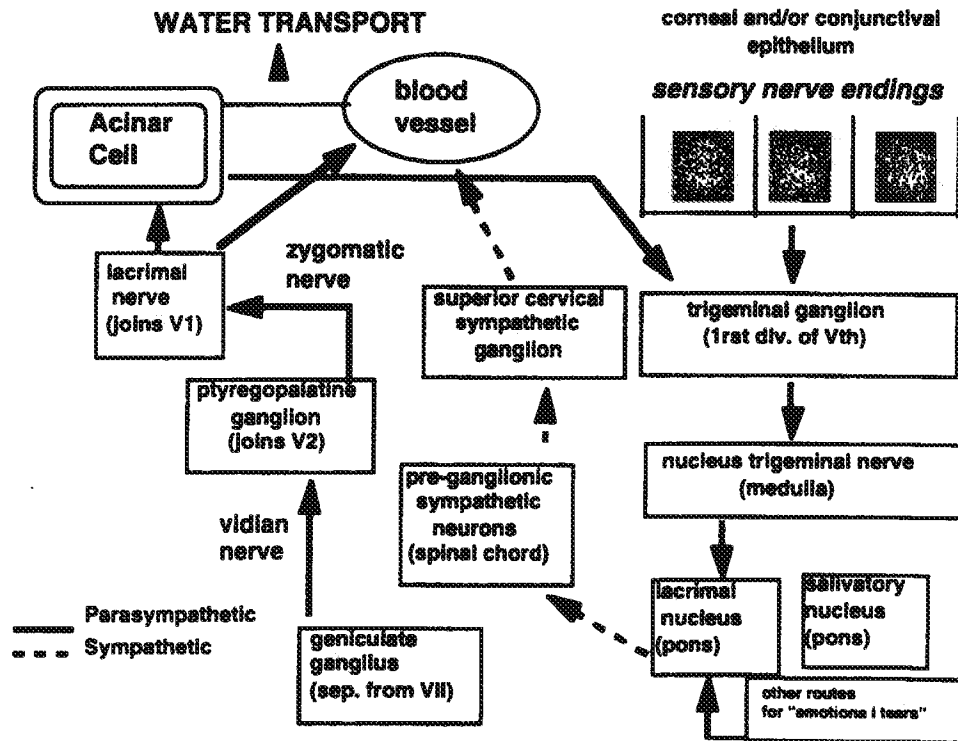 WATER TRANSPORT
corneal and/or conjunctival
epithelium
sensory nerve endings
blood
vessel
Acinar
Cell
zygomatic
nerve
lacrimal
nerve
(joins V1)
superior cervical
sympathetic
ganglion
trigeminal ganglion
(1rst div. of Vth)
ptyregopalatine
ganglion
(joins V2)
pre-ganglionic
sympathetic
neurons
(spinal chord)
nucleus trigeminal nerve
(medulla)
vidian
nerve
lacrimal
nucleus
(pons)
salivatory
nucleus
(pons)
Parasympathetic
Sympathetic
geniculate
ganglius
(sep. from VII)
other routes
for "emotiona l tears"